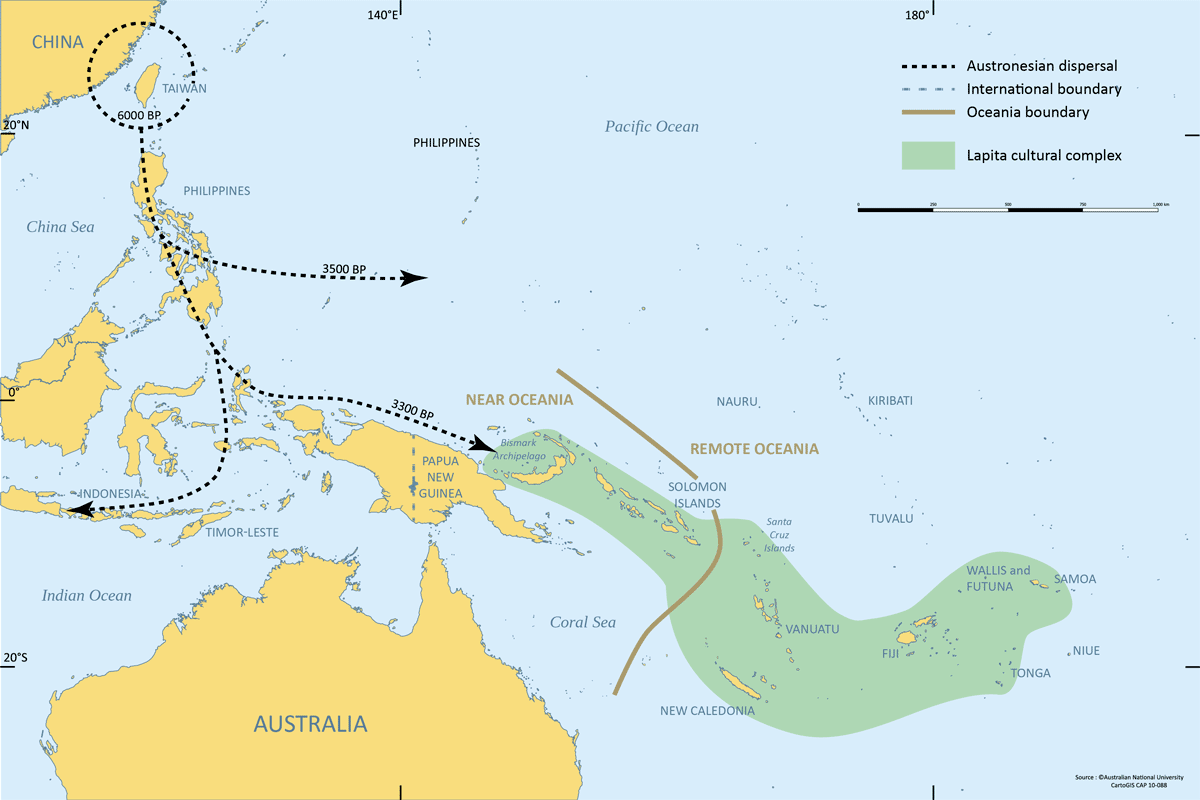 140°E
180°
CHINA
Austronesian dispersal
International boundary
Oceania boundary
Lapita cultural complex
TAIWAN
6000 BP
20°N
Pacific Ocean
PHILIPPINES
PHILIPPINES
0 250 500 750 1,000 km
China Sea
3500 BP
0°
NEAR OCEANIA
NAURU
KIRIBATI
3300 BP
Bismark
Archipelago
REMOTE OCEANIA
PAPUA
NEW
GUINEA
SOLOMON
ISLANDS
INDONESIA
TIMOR-LESTE
Santa
Cruz
Islands
TUVALU
Indian Ocean
WALLIS and
FUTUNA
SAMOA
Coral Sea
VANUATU
FIJI
NIUE
20°S
TONGA
NEW CALEDONIA
AUSTRALIA
Source : ©Australian National University
CartoGIS CAP 10-088